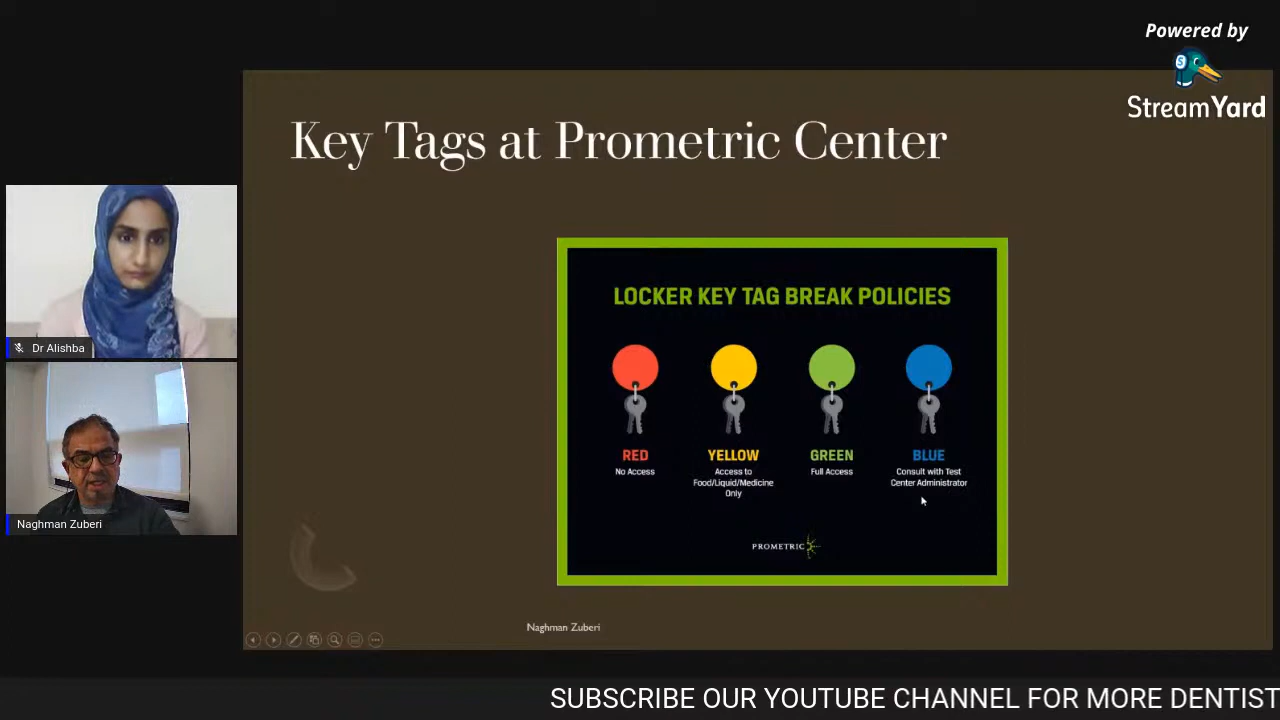 Powered by
StreamYard
Key Tags at Prometric Center
LOCKER KEY TAG BREAK POLICIES
RED
No Access
YELLOW
Access to
Food/Liquid/Medicine
Only
GREEN
Full Access
BLUE
Consult with Test
Center Administrator
PROMETRIC
Naghman Zuberi
Dr Alishba
Naghman Zuberi
SUBSCRIBE OUR YOUTUBE CHANNEL FOR MORE DENTIST